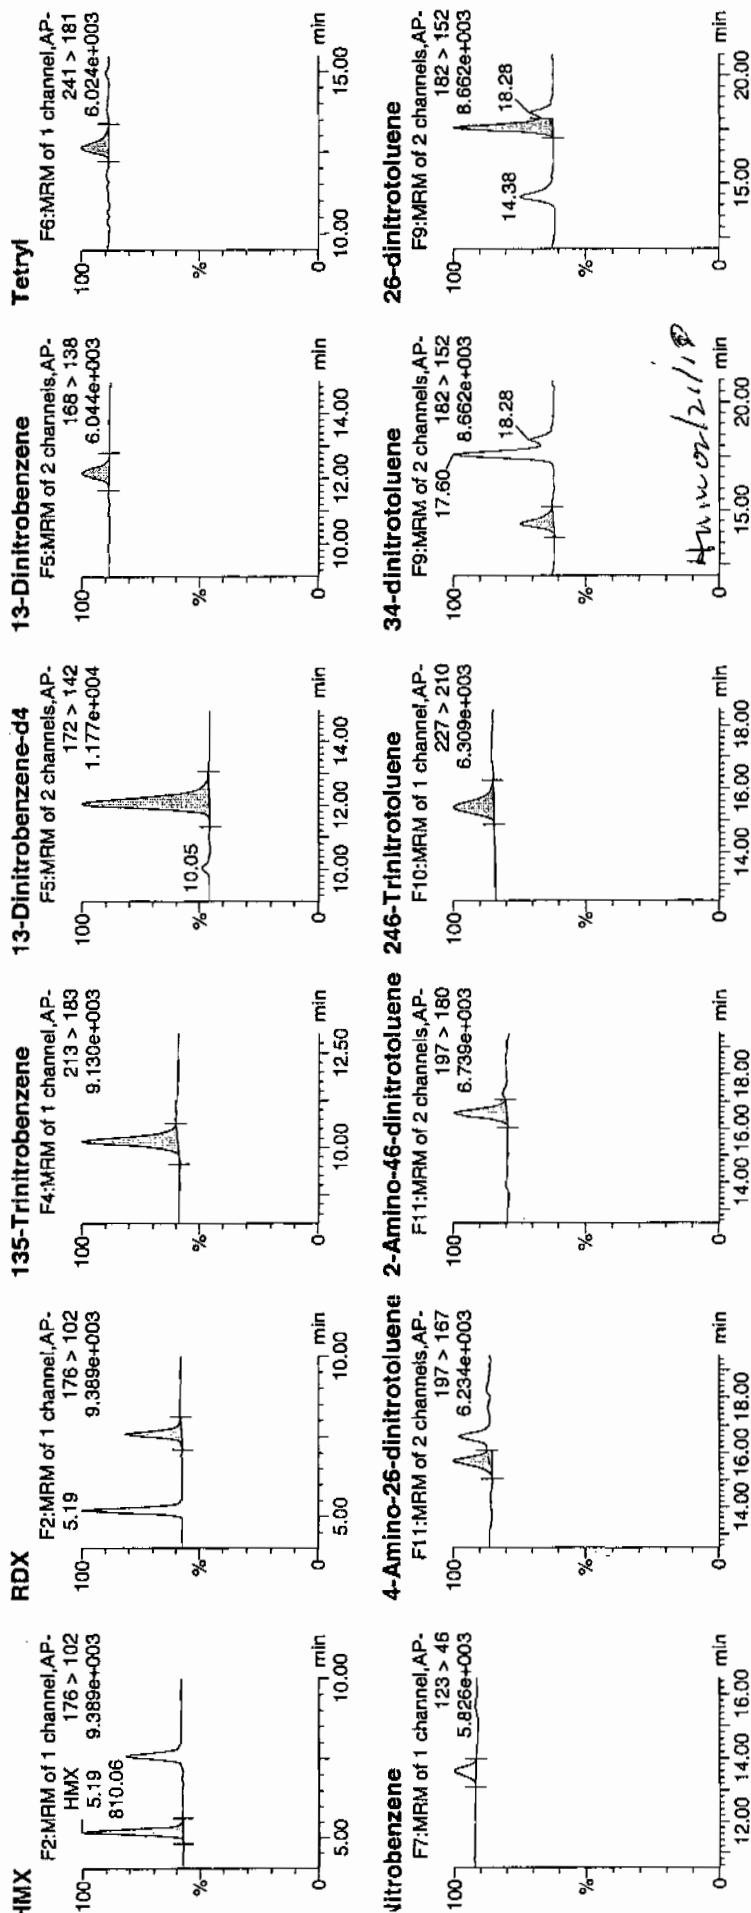 HMX
F2:MRM of 1 channel,AP-
176 > 102
9.389e+003
HMX
5.19
810.06
100
%
0
5.00 10.00 min
RDX
F2:MRM of 1 channel,AP-
176 > 102
9.389e+003
5.19
100
%
0
5.00 10.00 min
135-Trinitrobenzene
F4:MRM of 1 channel,AP-
213 > 183
9.130e+003
100
%
0
10.00 12.50 min
13-Dinitrobenzene-d4
F5:MRM of 2 channels,AP-
172 > 142
1.177e+004
10.05
100
%
0
10.00 12.00 14.00 min
13-Dinitrobenzene
F5:MRM of 2 channels,AP-
168 > 138
6.044e+003
100
%
0
10.00 12.00 14.00 min
Tetryl
F6:MRM of 1 channel,AP-
241 > 181
6.024e+003
100
%
0
10.00 15.00 min
Nitrobenzene
F7:MRM of 1 channel,AP-
123 > 46
5.826e+003
100
%
0
12.00 14.00 16.00 min
4-Amino-26-dinitrotoluene
F11:MRM of 2 channels,AP-
197 > 167
6.234e+003
100
%
0
14.00 16.00 18.00 min
2-Amino-46-dinitrotoluene
F11:MRM of 2 channels,AP-
197 > 180
6.739e+003
100
%
0
14.00 16.00 18.00 min
246-Trinitrotoluene
F10:MRM of 1 channel,AP-
227 > 210
6.309e+003
100
%
0
14.00 16.00 18.00 min
34-dinitrotoluene
F9:MRM of 2 channels,AP-
182 > 152
17.60 8.662e+003
18.28
100
%
0
15.00 20.00 min
26-dinitrotoluene
F9:MRM of 2 channels,AP-
182 > 152
8.662e+003
18.28
14.38
100
%
0
15.00 20.00 min